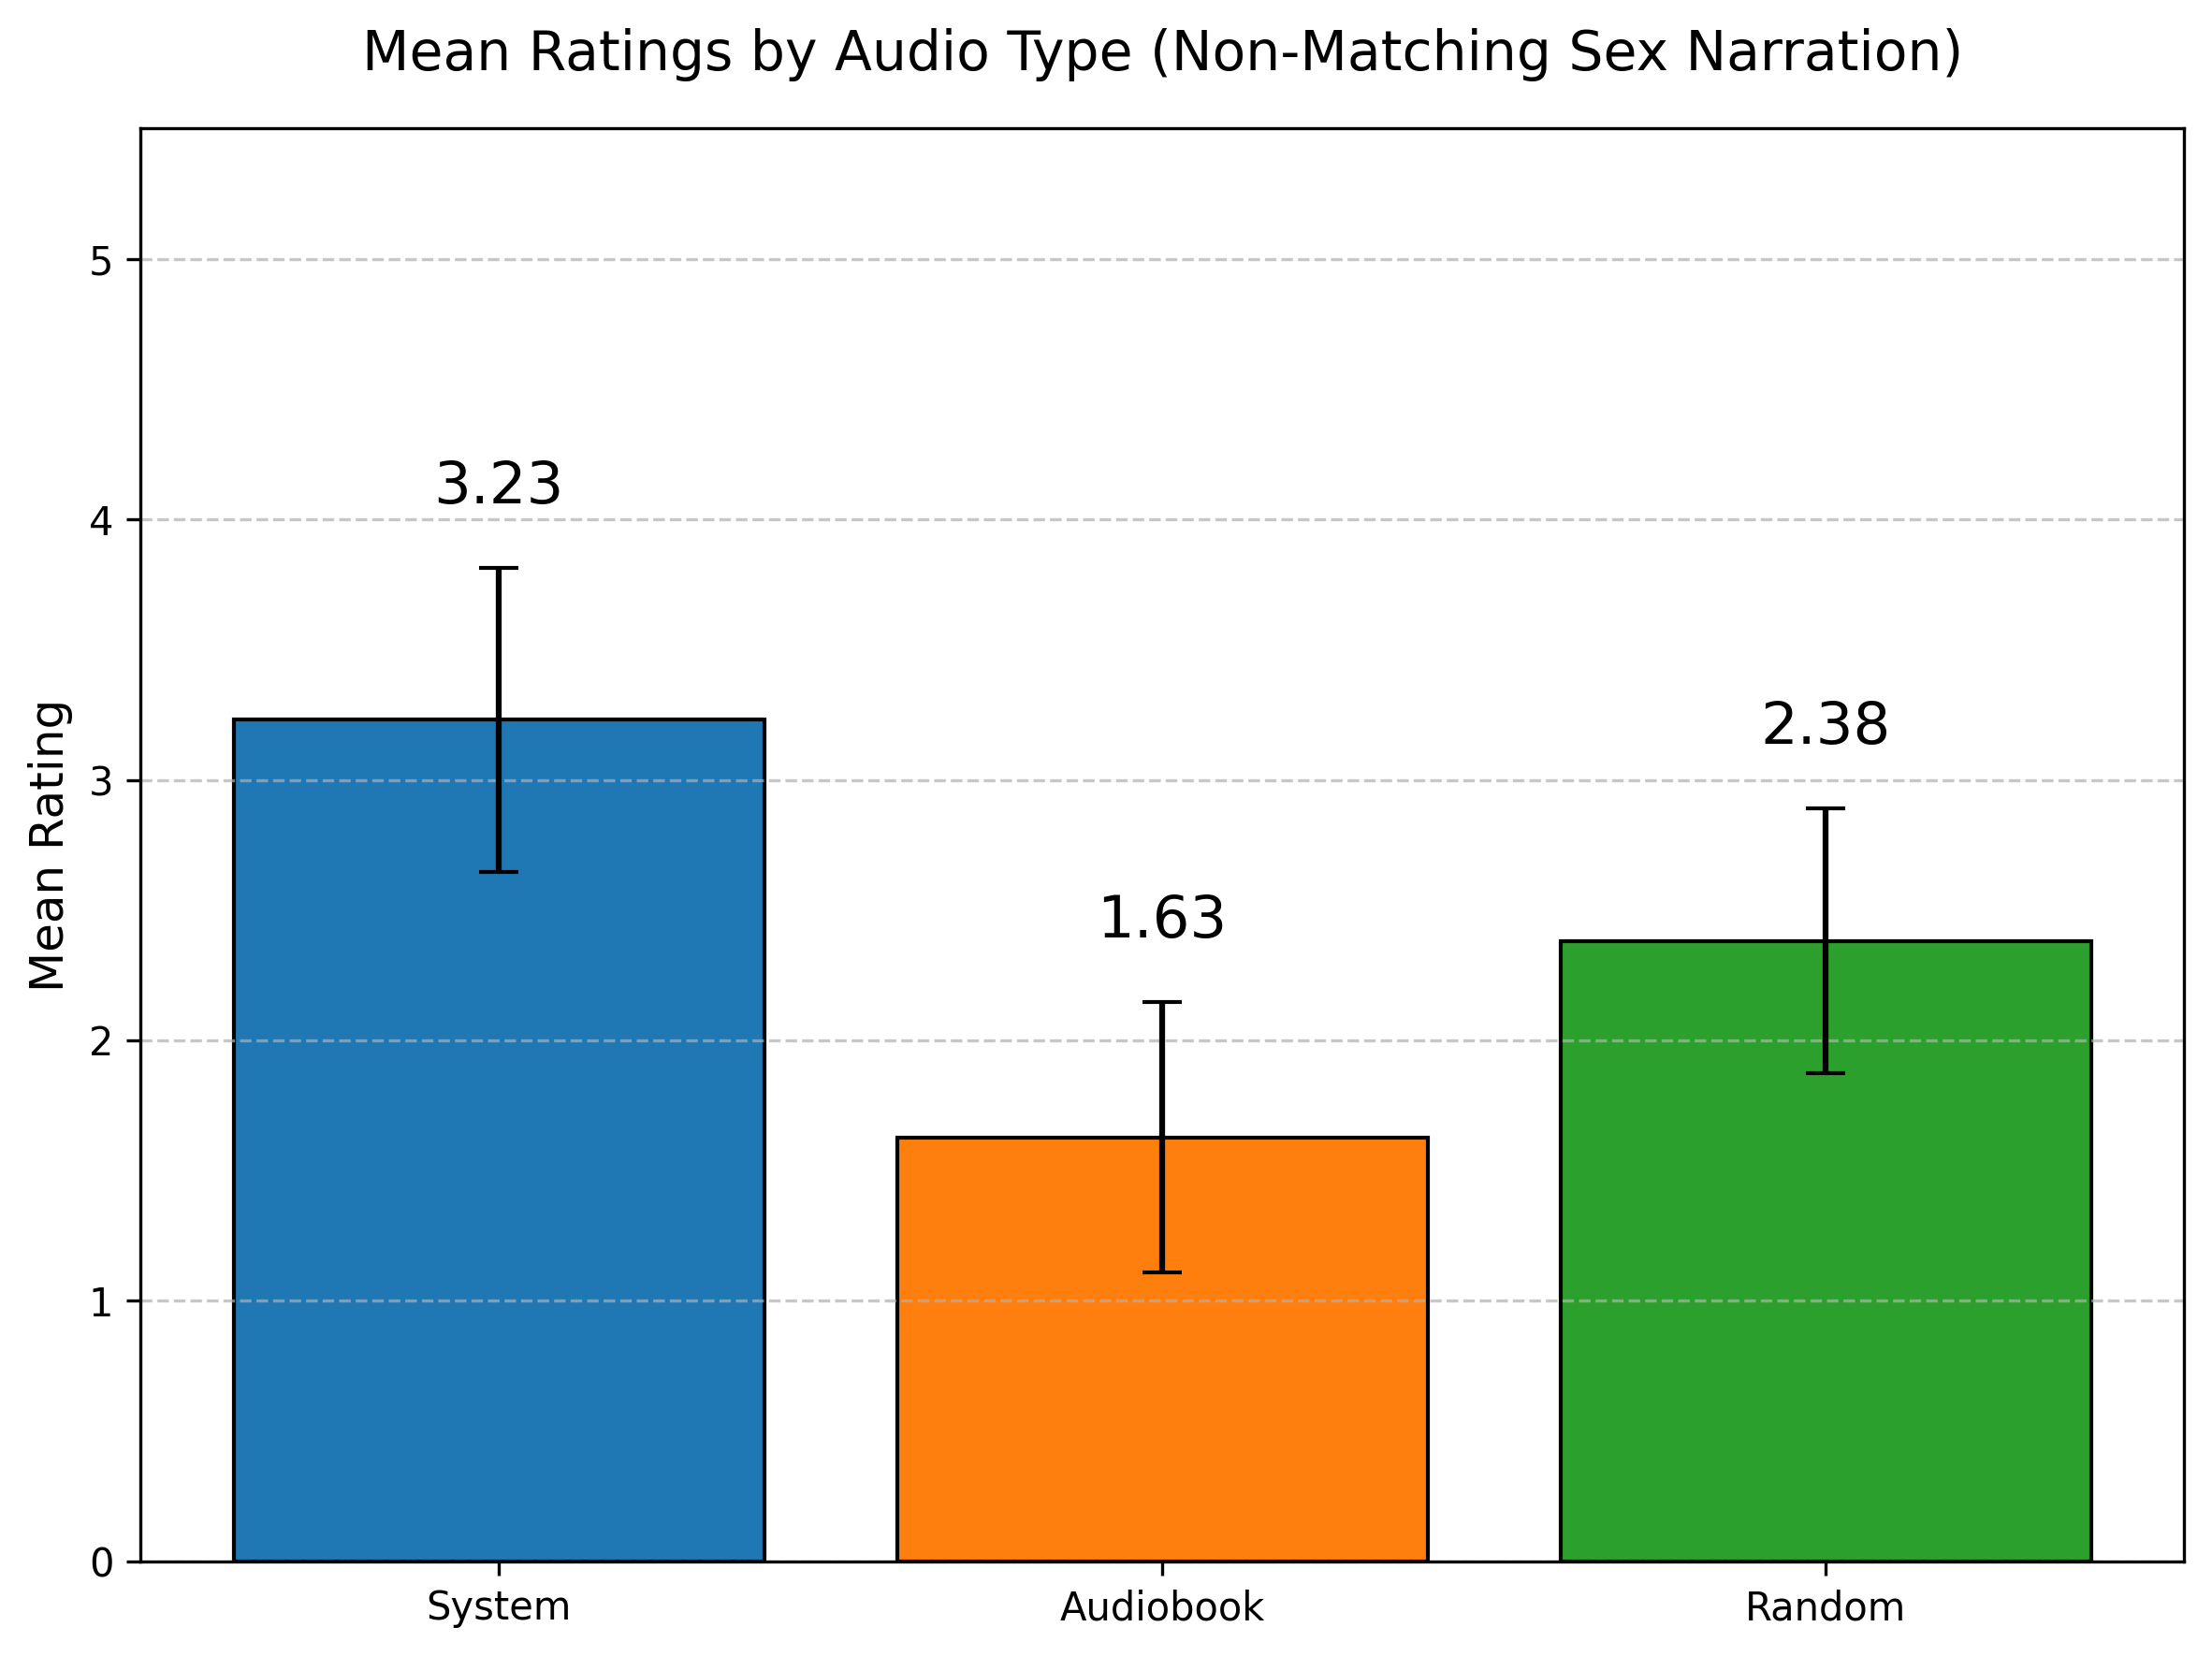 Mean Ratings by Audio Type (Non-Matching Sex Narration)
Mean Rating
5
4
3
2
1
0
3.23
1.63
2.38
System
Audiobook
Random